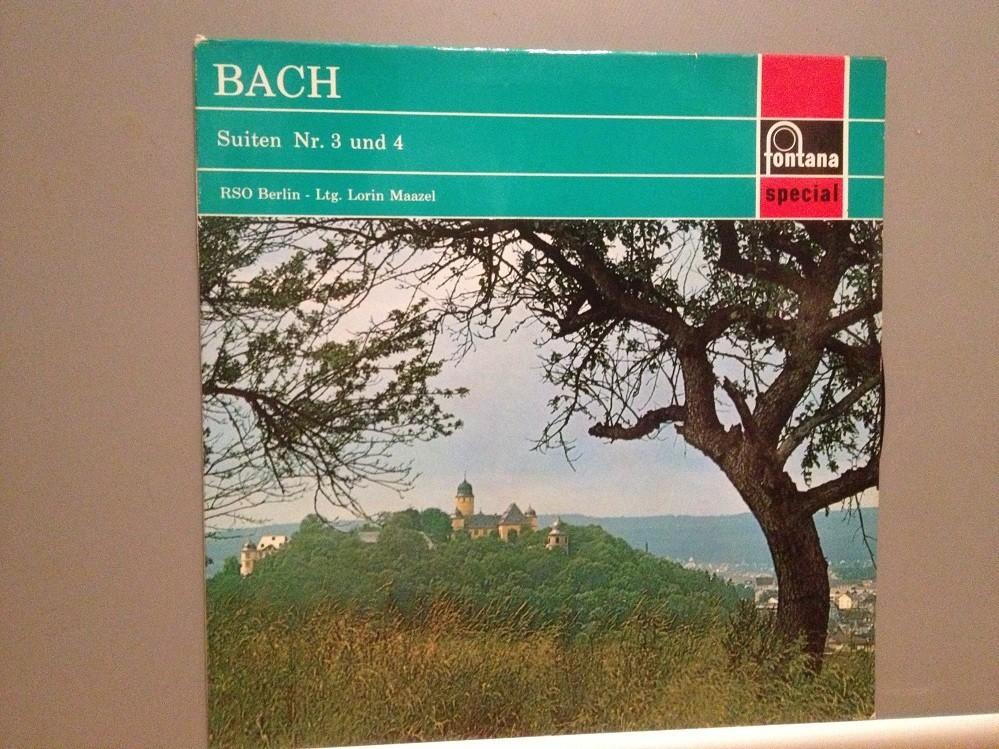 BACH
Suiten Nr. 3 und 4
RSO Berlin - Ltg. Lorin Maazel
fontana
special